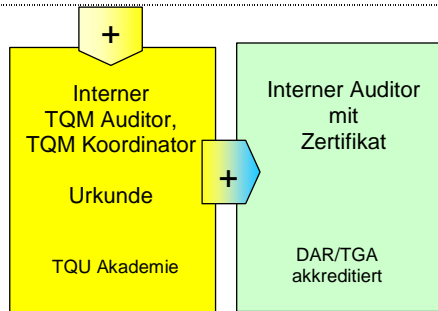 +
Interner
TQM Auditor,
TQM Koordinator
Urkunde
TQU Akademie
+
Interner Auditor
mit
Zertifikat
DAR/TGA
akkreditiert